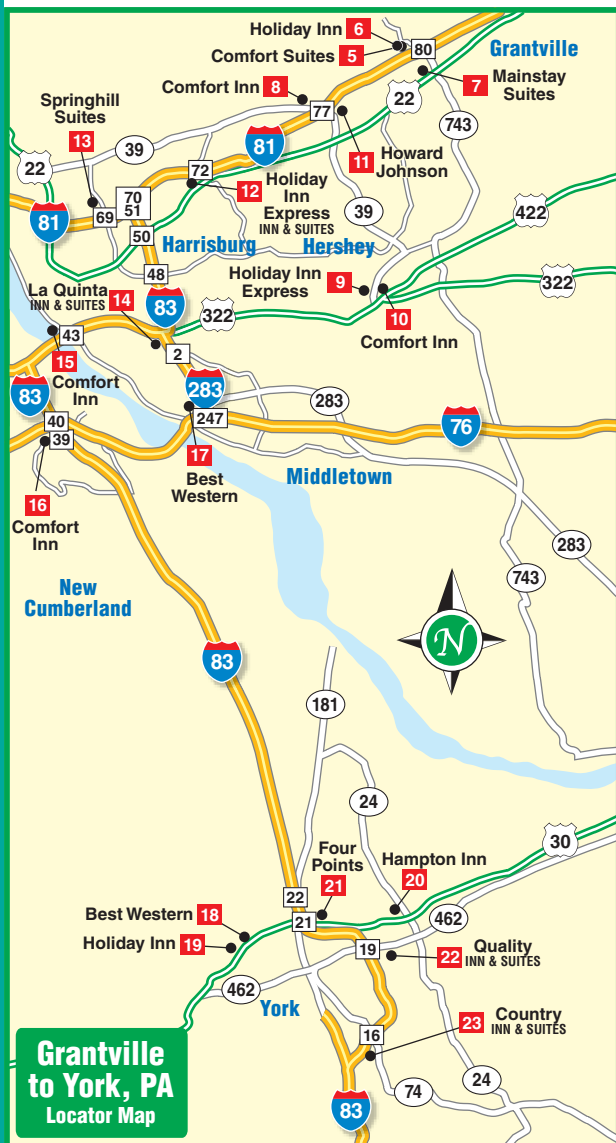 Holiday Inn 6
Comfort Suites 5
80
Grantville
7 Mainstay
Suites
Comfort Inn 8
22
77
743
Springhill
Suites
13
39
81
11 Howard
Johnson
22
72
12 Holiday
Inn
Express
INN & SUITES
70
51
69
81
50
39
422
Harrisburg
Hershey
48
Holiday Inn
Express
9
322
La Quinta
INN & SUITES
14
83
322
10
Comfort Inn
43
2
15
Comfort
Inn
83
283
283
40
39
247
76
17
Best
Western
Middletown
16
Comfort
Inn
283
New
Cumberland
743
N
83
181
24
30
Four
Points
21
Hampton Inn
20
22
Best Western 18
21
462
Holiday Inn 19
19
22 Quality
INN & SUITES
462
York
23 Country
INN & SUITES
16
Grantville
to York, PA
Locator Map
74
24
83